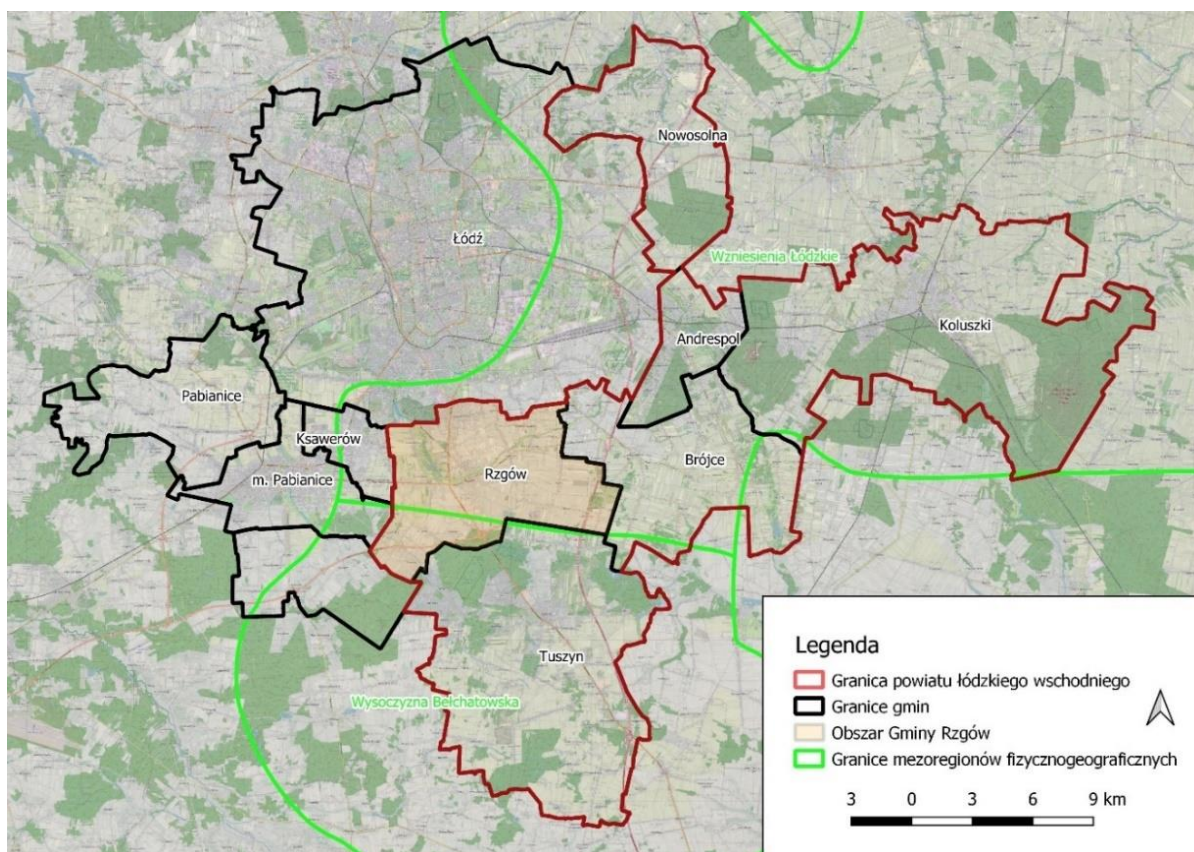 Nowosolna
Łódź
Wzniesienia Łódzkie
Koluszki
Andrespol
Pabianice
Ksawerów
Brójce
Rzgów
m. Pabianice
Tuszyn
Wysoczyzna Bełchatowska
Legenda
Granica powiatu łódzkiego wschodniego
Granice gmin
Obszar Gminy Rzgów
Granice mezoregionów fizycznogeograficznych
3 0 3 6 9 km